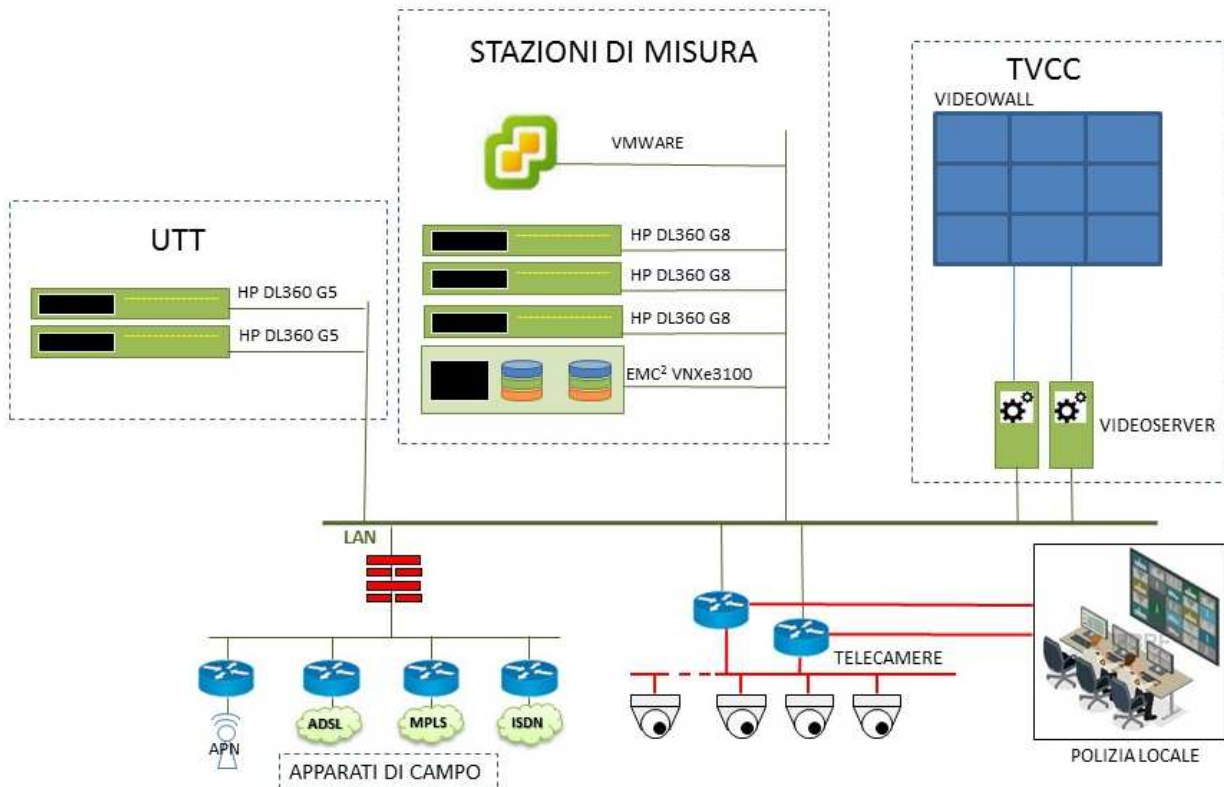 STAZIONI DI MISURA
VMWARE
HP DL360 G8
HP DL360 G8
HP DL360 G8
EMC² VNXe3100
UTT
HP DL360 G5
HP DL360 G5
TVCC
VIDEOWALL
VIDEOSERVER
LAN
APN
ADSL
MPLS
ISDN
APPARATI DI CAMPO
TELECAMERE
POLIZIA LOCALE